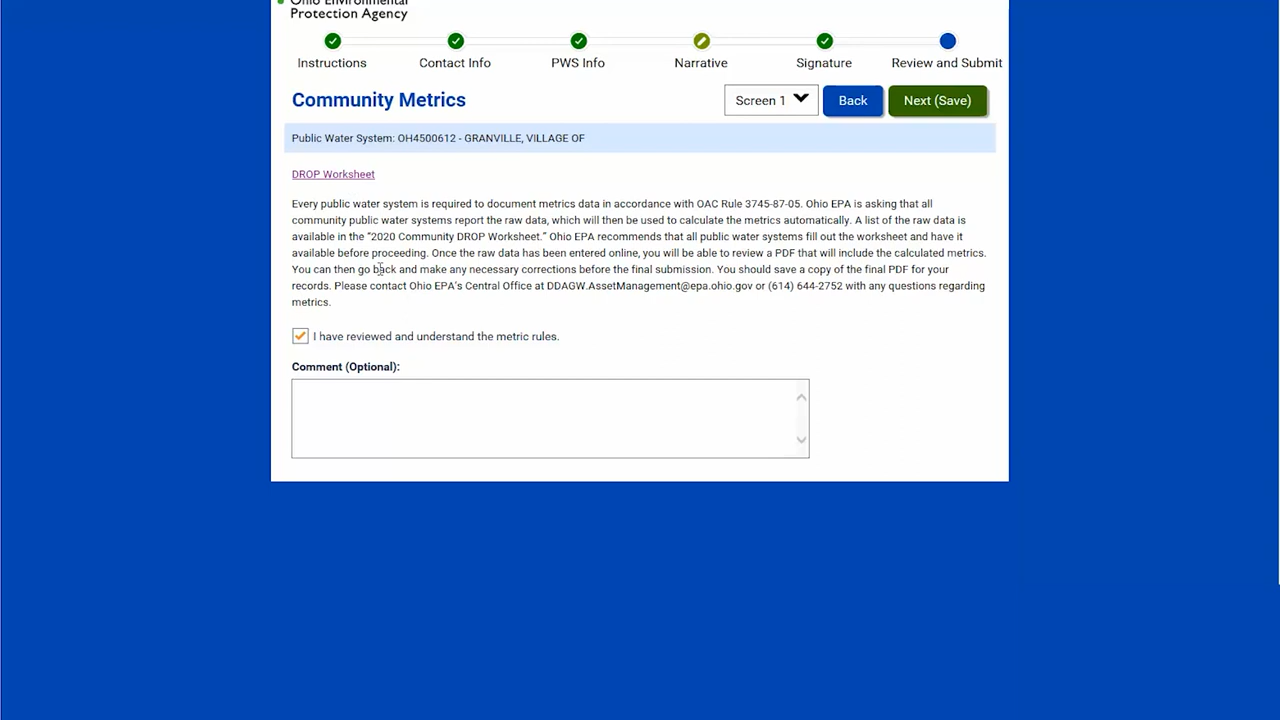 Ohio Environmental
Protection Agency
Instructions
Contact Info
PWS Info
Narrative
Signature
Review and Submit
Community Metrics
Screen 1
Back
Next (Save)
Public Water System: OH4500612 - GRANVILLE, VILLAGE OF
DROP Worksheet
Every public water system is required to document metrics data in accordance with OAC Rule 3745-87-05. Ohio EPA is asking that all
community public water systems report the raw data, which will then be used to calculate the metrics automatically. A list of the raw data is
available in the "2020 Community DROP Worksheet." Ohio EPA recommends that all public water systems fill out the worksheet and have it
available before proceeding. Once the raw data has been entered online, you will be able to review a PDF that will include the calculated metrics.
You can then go back and make any necessary corrections before the final submission. You should save a copy of the final PDF for your
records. Please contact Ohio EPA's Central Office at DDAGW.AssetManagement@epa.ohio.gov or (614) 644-2752 with any questions regarding
metrics.
I have reviewed and understand the metric rules.
Comment (Optional):